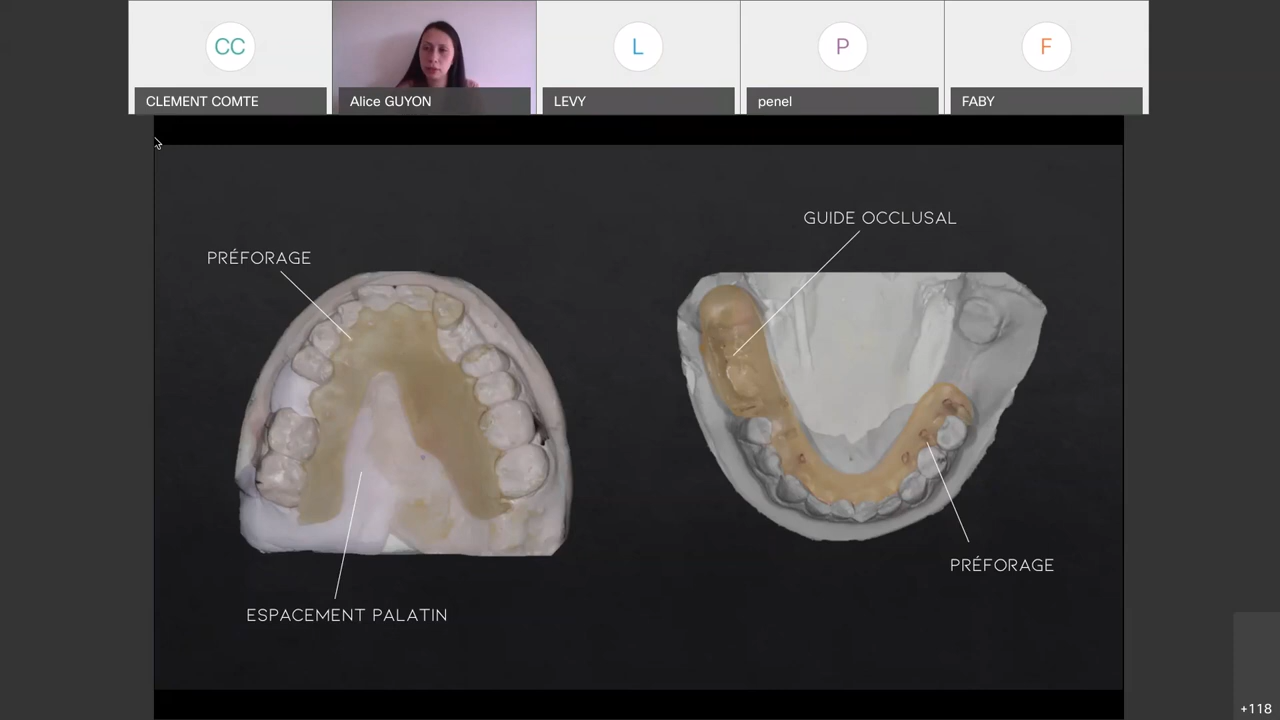 CC
L
P
F
CLEMENT COMTE
Alice GUYON
LEVY
penel
FABY
GUIDE OCCLUSAL
PRÉFORAGE
PRÉFORAGE
ESPACEMENT PALATIN
+118